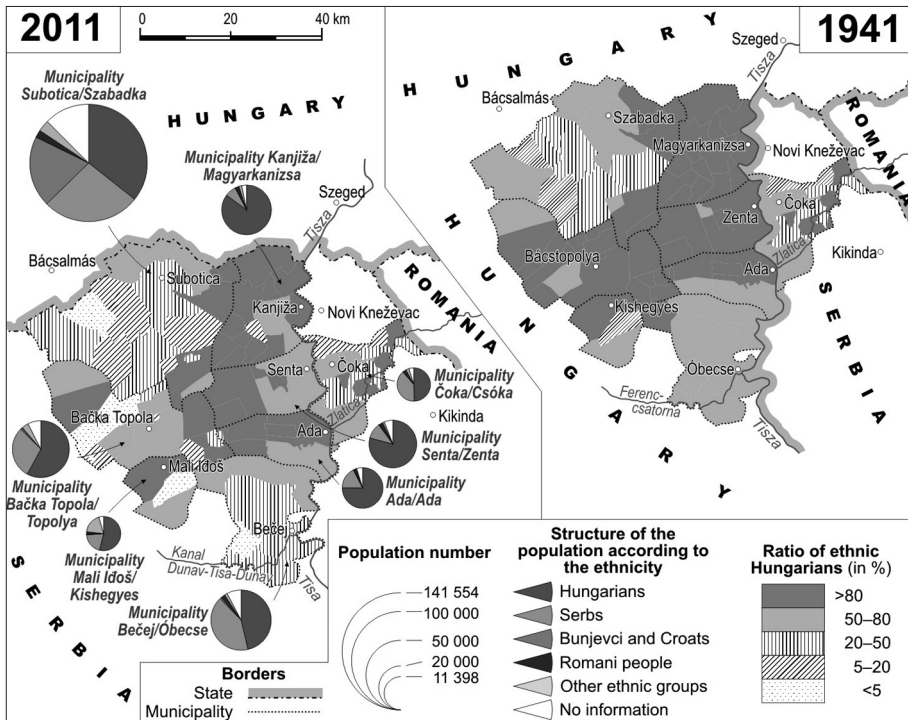 2011
0
20
40 km
1941
Municipality
Subotica/Szabadka
HUNGARY
HUNGARY
Szeged
Tisza
Bácsalmás
Szabadka
ROMANIA
Municipality Kanjiža/
Magyarkanizsa
Magyarkanizsa
Novi Kneževac
Szeged
Tisza
HUNGARY
Zenta
Čoka
Zlatica
Kikinda
Bácsalmás
Subotica
ROMANIA
Bácstopolya
Ada
SERBIA
Kanjiža
Novi Kneževac
Kishegyes
Senta
Čoka
Municipality
Čoka/Csóka
Óbecse
Ferenc-
csatorna
Tisza
Bačka Topola
Zlatica
Kikinda
Ada
Municipality
Senta/Zenta
Mali Iđoš
Municipality
Bačka Topola/
Topolya
Municipality
Ada/Ada
Bečej
Municipality
Mali Iđoš/
Kishegyes
Kanal
Dunav-Tisa-Dunav
Tisa
SERBIA
Municipality
Bečej/Óbecse
Borders
State
Municipality
Population number
141 554
100 000
50 000
20 000
11 398
Structure of the
population according to
the ethnicity
Hungarians
Serbs
Bunjevci and Croats
Romani people
Other ethnic groups
No information
Ratio of ethnic
Hungarians (in %)
>80
50–80
20–50
5–20
<5